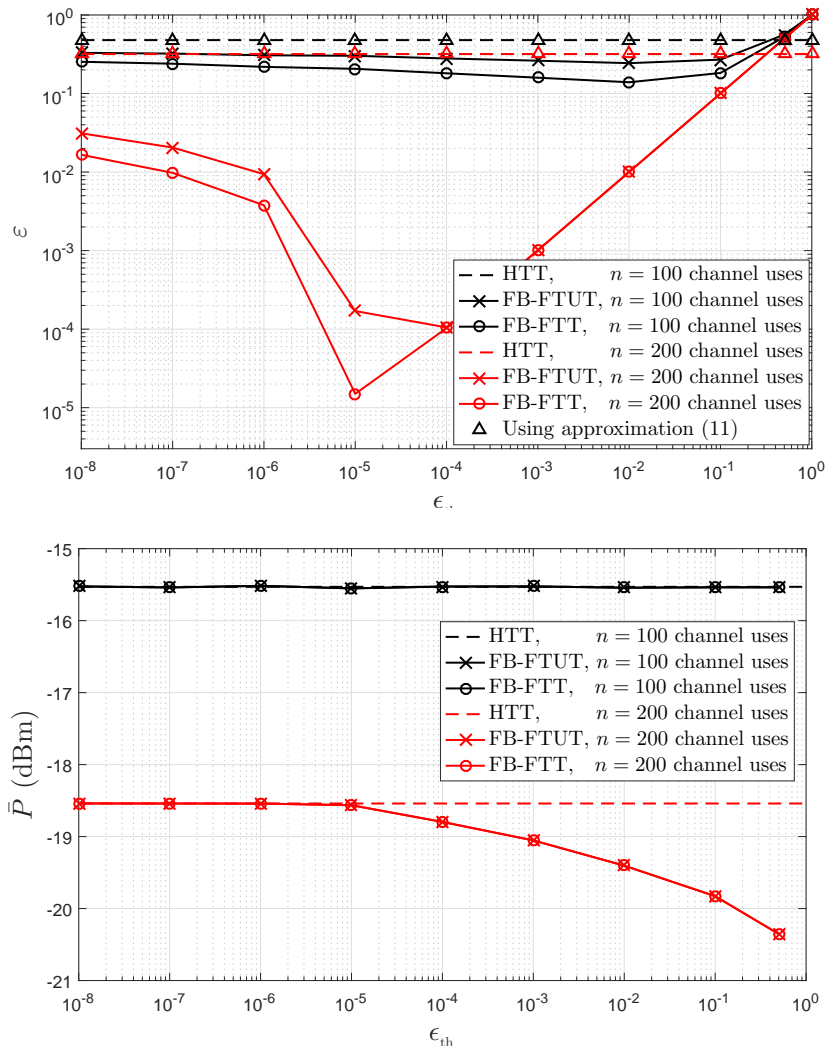 10^0
10^-1
10^-2
10^-3
10^-4
10^-5
ε
HTT, n = 100 channel uses
FB-FTUT, n = 100 channel uses
FB-FTT, n = 100 channel uses
HTT, n = 200 channel uses
FB-FTUT, n = 200 channel uses
FB-FTT, n = 200 channel uses
Using approximation (11)
10^-8 10^-7 10^-6 10^-5 10^-4 10^-3 10^-2 10^-1 10^0
ϵ
-15
-16
-17
-18
-19
-20
-21
P̄ (dBm)
HTT, n = 100 channel uses
FB-FTUT, n = 100 channel uses
FB-FTT, n = 100 channel uses
HTT, n = 200 channel uses
FB-FTUT, n = 200 channel uses
FB-FTT, n = 200 channel uses
10^-8 10^-7 10^-6 10^-5 10^-4 10^-3 10^-2 10^-1 10^0
ϵ_th